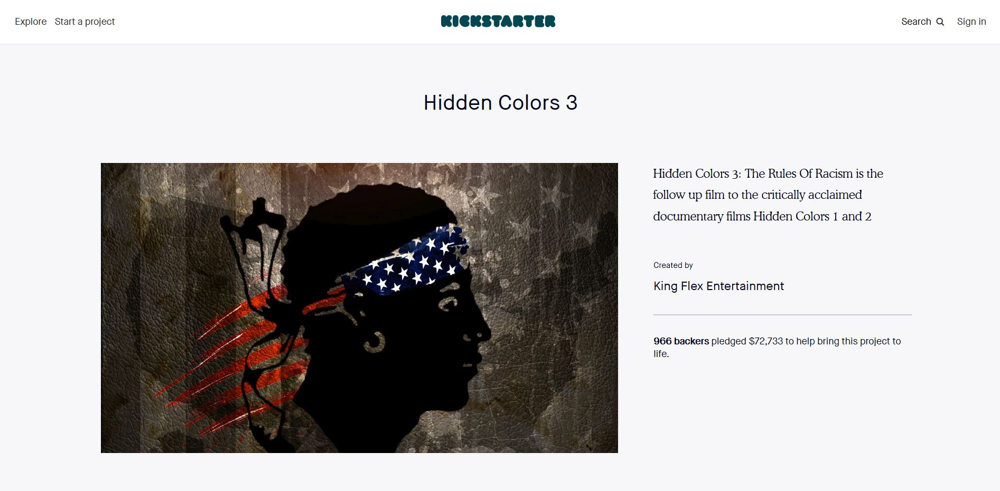 Explore Start a project KICKSTARTER Search Sign in
Hidden Colors 3
Hidden Colors 3: The Rules Of Racism is the
follow up film to the critically acclaimed
documentary films Hidden Colors 1 and 2
Created by
King Flex Entertainment
966 backers pledged $72,733 to help bring this project to
life.